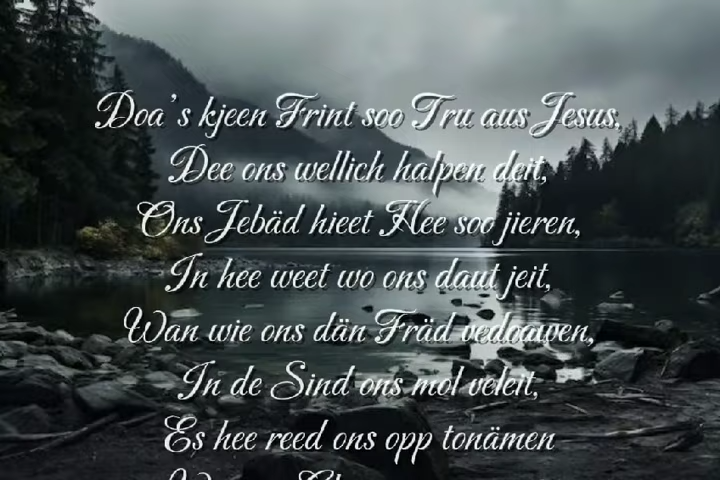 Doa's kjeen Frint soo Tru aus Jesus,
Dee ons wellich halpen deit,
Ons Jebäd hieet Hee soo jieren,
In hee weet wo ons daut jeit,
Wan wie ons dän Fräd vedoawen,
In de Sind ons mol veleit,
Es hee reed ons opp tonämen